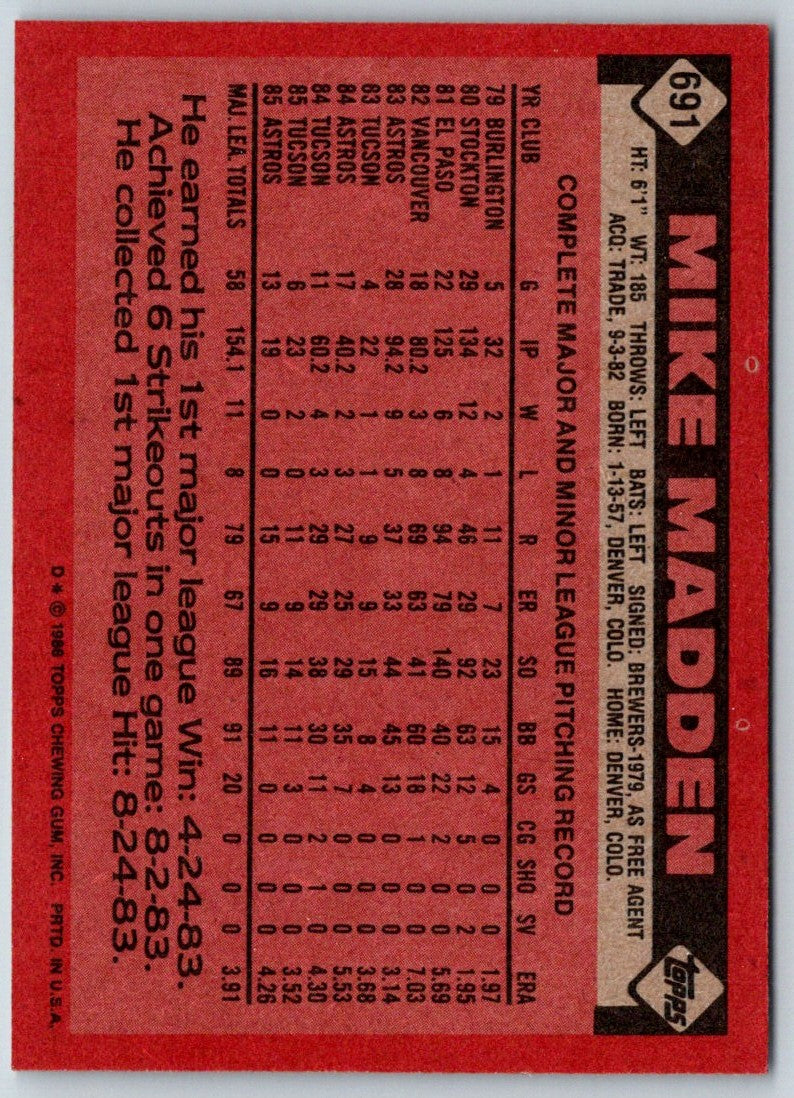 691
MIKE MADDEN
topps
HT: 6'1" WT: 185 THROWS: LEFT BATS: LEFT SIGNED: BREWERS-1979, AS FREE AGENT
ACQ: TRADE, 9-3-82 BORN: 1-13-57, DENVER, COLO. HOME: DENVER, COLO.
COMPLETE MAJOR AND MINOR LEAGUE PITCHING RECORD
YR CLUB G IP W L R ER SO BB GS CG SHO SV ERA
79 BURLINGTON 5 32 2 1 11 7 23 15 4 0 0 0 1.97
80 STOCKTON 29 134 12 4 46 29 92 63 12 5 0 2 1.95
81 EL PASO 22 125 6 8 94 79 140 40 22 2 0 0 5.69
82 VANCOUVER 18 80.2 3 8 69 63 41 60 18 1 0 0 7.03
83 ASTROS 28 94.2 9 5 37 33 44 45 13 0 0 0 3.14
83 TUCSON 4 22 1 1 9 9 15 8 4 0 0 0 3.68
84 ASTROS 17 40.2 2 3 27 25 29 35 7 0 0 0 5.53
84 TUCSON 11 60.2 4 3 29 29 38 30 11 2 1 0 4.30
85 TUCSON 6 23 2 0 11 9 14 11 3 0 0 0 3.52
85 ASTROS 13 19 0 0 15 9 16 11 0 0 0 0 4.26
MAJ. LEA. TOTALS 58 154.1 11 8 79 67 89 91 20 0 0 0 3.91
He earned his 1st major league Win: 4-24-83.
Achieved 6 Strikeouts in one game: 8-2-83.
He collected 1st major league Hit: 8-24-83.
D* © 1986 TOPPS CHEWING GUM, INC. PRTD. IN U.S.A.